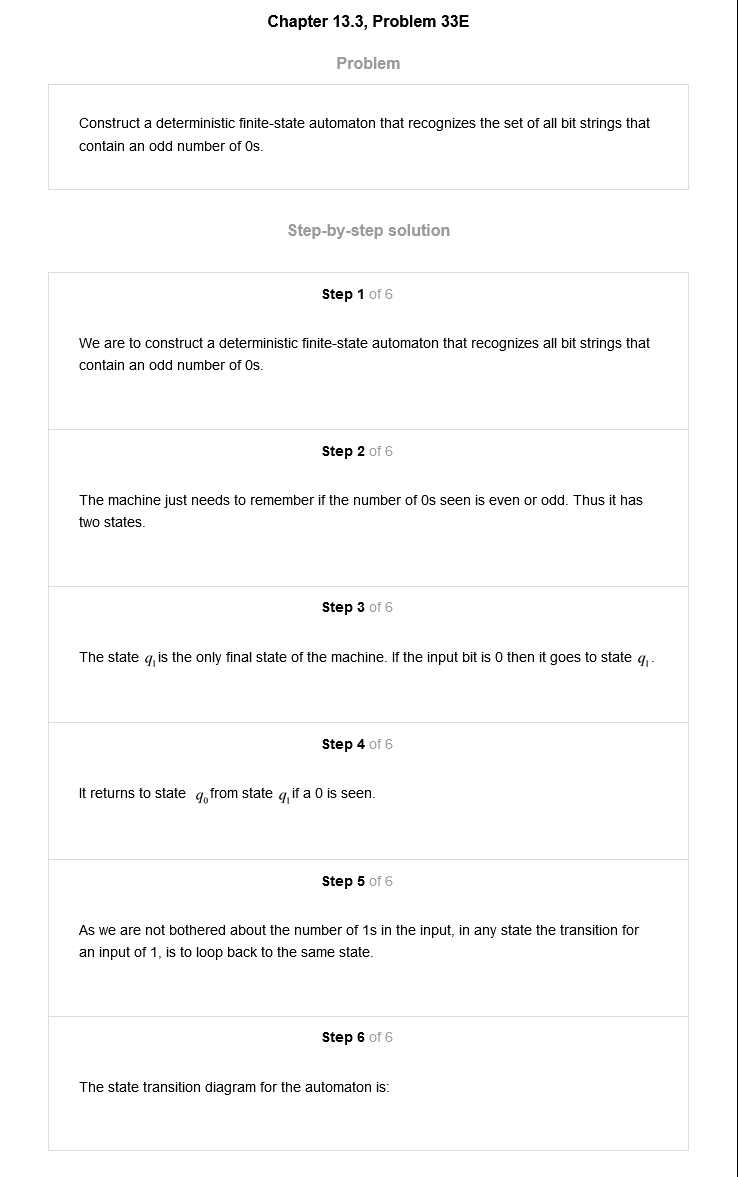 Chapter 13.3, Problem 33E
Problem
Construct a deterministic finite-state automaton that recognizes the set of all bit strings that
contain an odd number of 0s.
Step-by-step solution
Step 1 of 6
We are to construct a deterministic finite-state automaton that recognizes all bit strings that
contain an odd number of 0s.
Step 2 of 6
The machine just needs to remember if the number of 0s seen is even or odd. Thus it has
two states.
Step 3 of 6
The state q₁ is the only final state of the machine. If the input bit is 0 then it goes to state q₁.
Step 4 of 6
It returns to state q₀ from state q₁ if a 0 is seen.
Step 5 of 6
As we are not bothered about the number of 1s in the input, in any state the transition for
an input of 1, is to loop back to the same state.
Step 6 of 6
The state transition diagram for the automaton is: